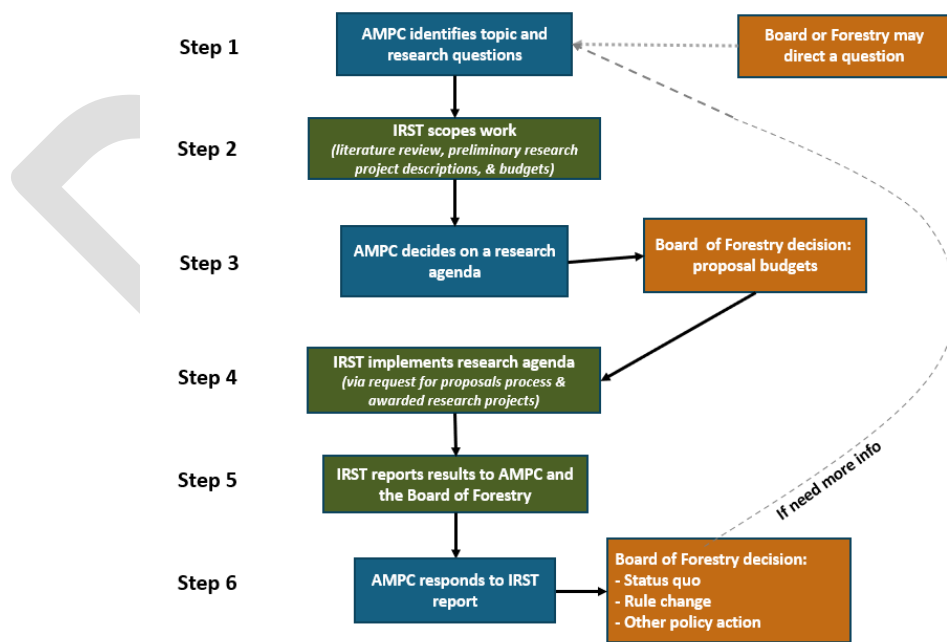 Step 1
AMPC identifies topic and
research questions
Board or Forestry may
direct a question
Step 2
IRST scopes work
(literature review, preliminary research
project descriptions, & budgets)
Step 3
AMPC decides on a research
agenda
Board of Forestry decision:
proposal budgets
Step 4
IRST implements research agenda
(via request for proposals process &
awarded research projects)
Step 5
IRST reports results to AMPC and
the Board of Forestry
If need more info
Step 6
AMPC responds to IRST
report
Board of Forestry decision:
- Status quo
- Rule change
- Other policy action